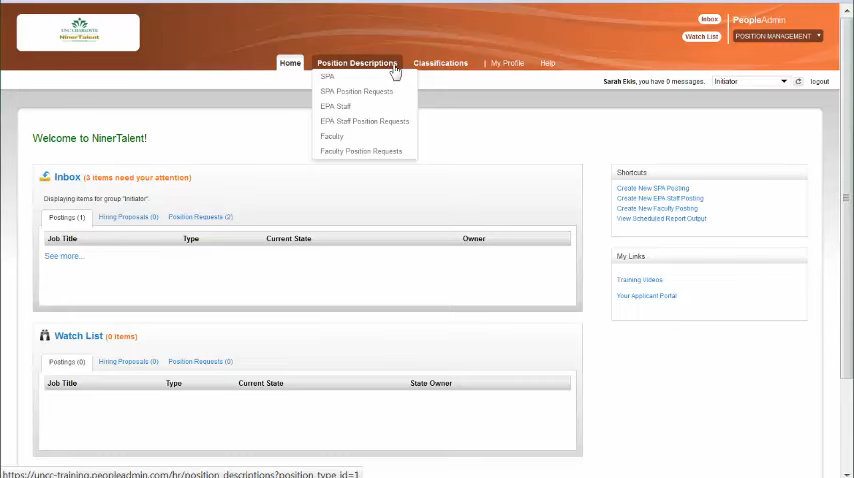 UNC CHARLOTTE
NinerTalent
Inbox
PeopleAdmin
Watch List
POSITION MANAGEMENT
Home
Position Descriptions
Classifications
| My Profile
Help
SPA
SPA Position Requests
EPA Staff
EPA Staff Position Requests
Faculty
Faculty Position Requests
Sarah Ekis, you have 0 messages.
Initiator
logout
Welcome to NinerTalent!
Inbox (3 items need your attention)
Displaying items for group "Initiator".
Postings (1)
Hiring Proposals (0)
Position Requests (2)
Job Title
Type
Current State
Owner
See more...
Watch List (0 items)
Postings (0)
Hiring Proposals (0)
Position Requests (0)
Job Title
Type
Current State
State Owner
Shortcuts
Create New SPA Posting
Create New EPA Staff Posting
Create New Faculty Posting
View Scheduled Report Output
My Links
Training Videos
Your Applicant Portal
https://uncc-training.peopleadmin.com/hr/position_descriptions?position_type_id=1